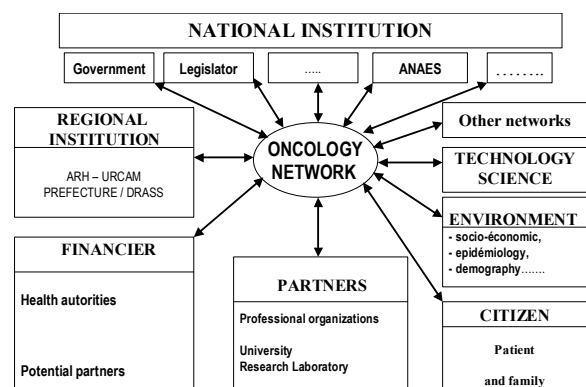 NATIONAL INSTITUTION
Government
Legislator
.....
ANAES
........
REGIONAL
INSTITUTION
ARH – URCAM
PREFECTURE / DRASS
ONCOLOGY
NETWORK
Other networks
TECHNOLOGY
SCIENCE
ENVIRONMENT
- socio-économic,
- epidémiology,
- demography.......
FINANCIER
Health autorities
Potential partners
PARTNERS
Professional organizations
University
Research Laboratory
CITIZEN
Patient
and family